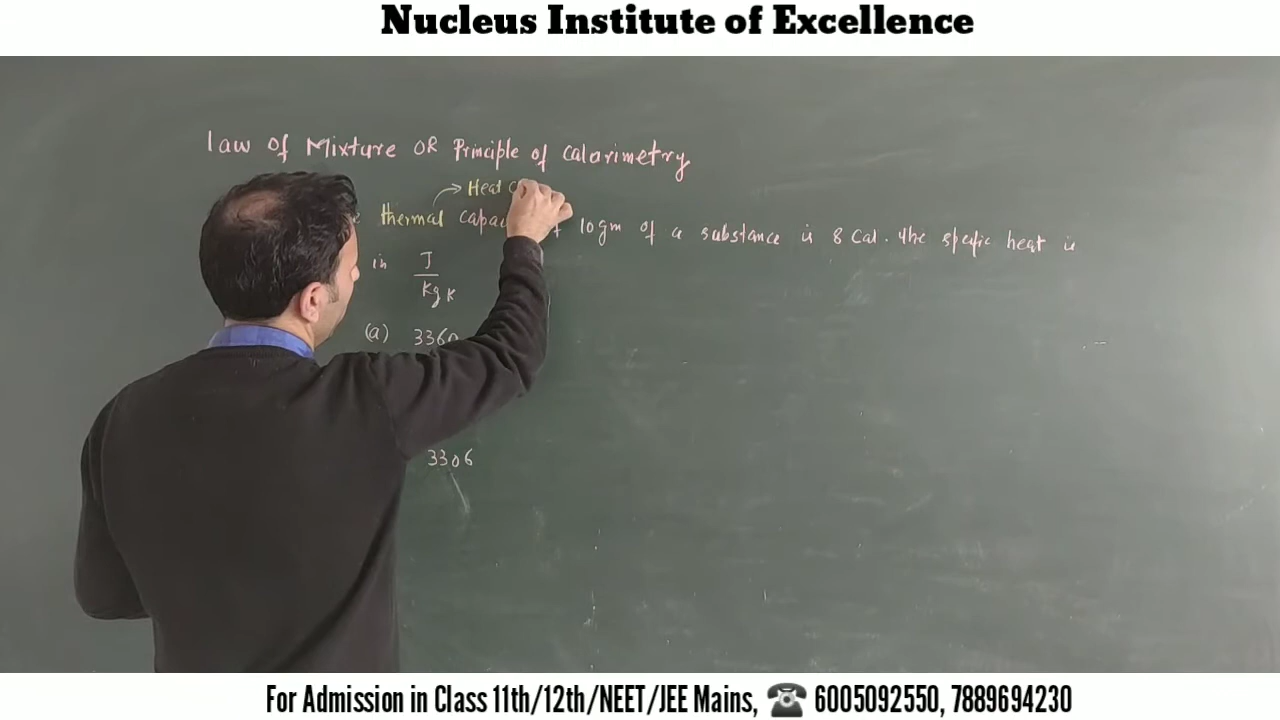 Nucleus Institute of Excellence
Law of Mixture OR Principle of Calorimetry
Heat
thermal 10gm of a substance is 8 Cal. The specific heat is
in J
Kg K
(a) 3360
3306
For Admission in Class 11th/12th/NEET/JEE Mains, ☎ 6005092550, 7889694230